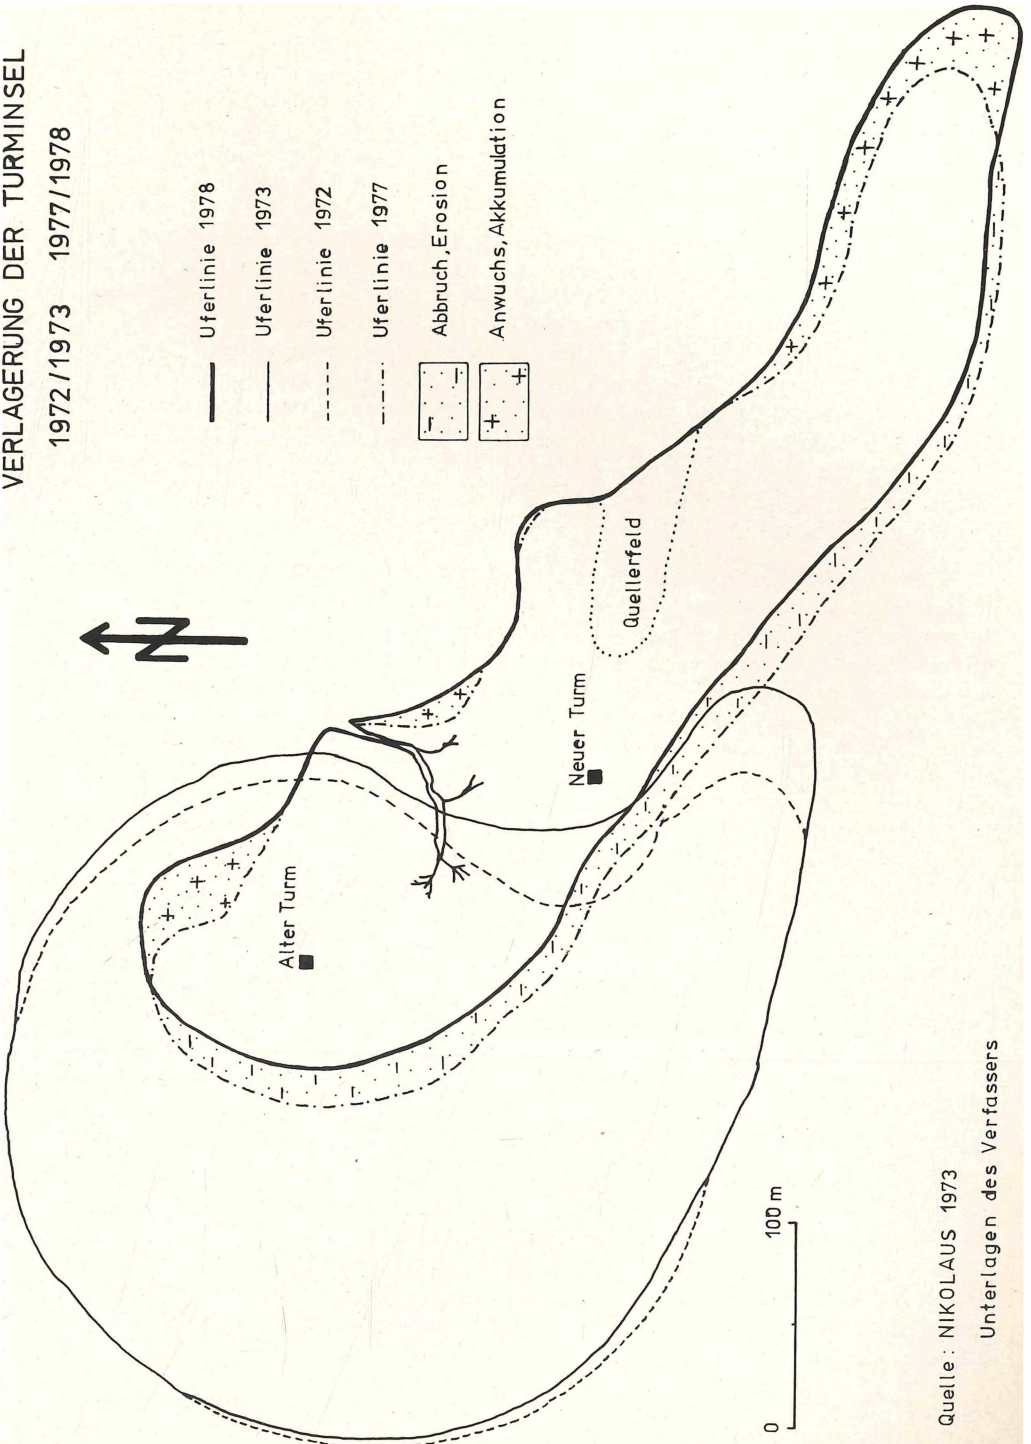 VERLAGERUNG DER TURMINSEL
1972/1973 1977/1978
Uferlinie 1978
Uferlinie 1973
Uferlinie 1972
Uferlinie 1977
Abbruch, Erosion
Anwuchs, Akkumulation
N
Alter Turm
Neuer Turm
Quellerfeld
0 100 m
Quelle: NIKOLAUS 1973
Unterlagen des Verfassers